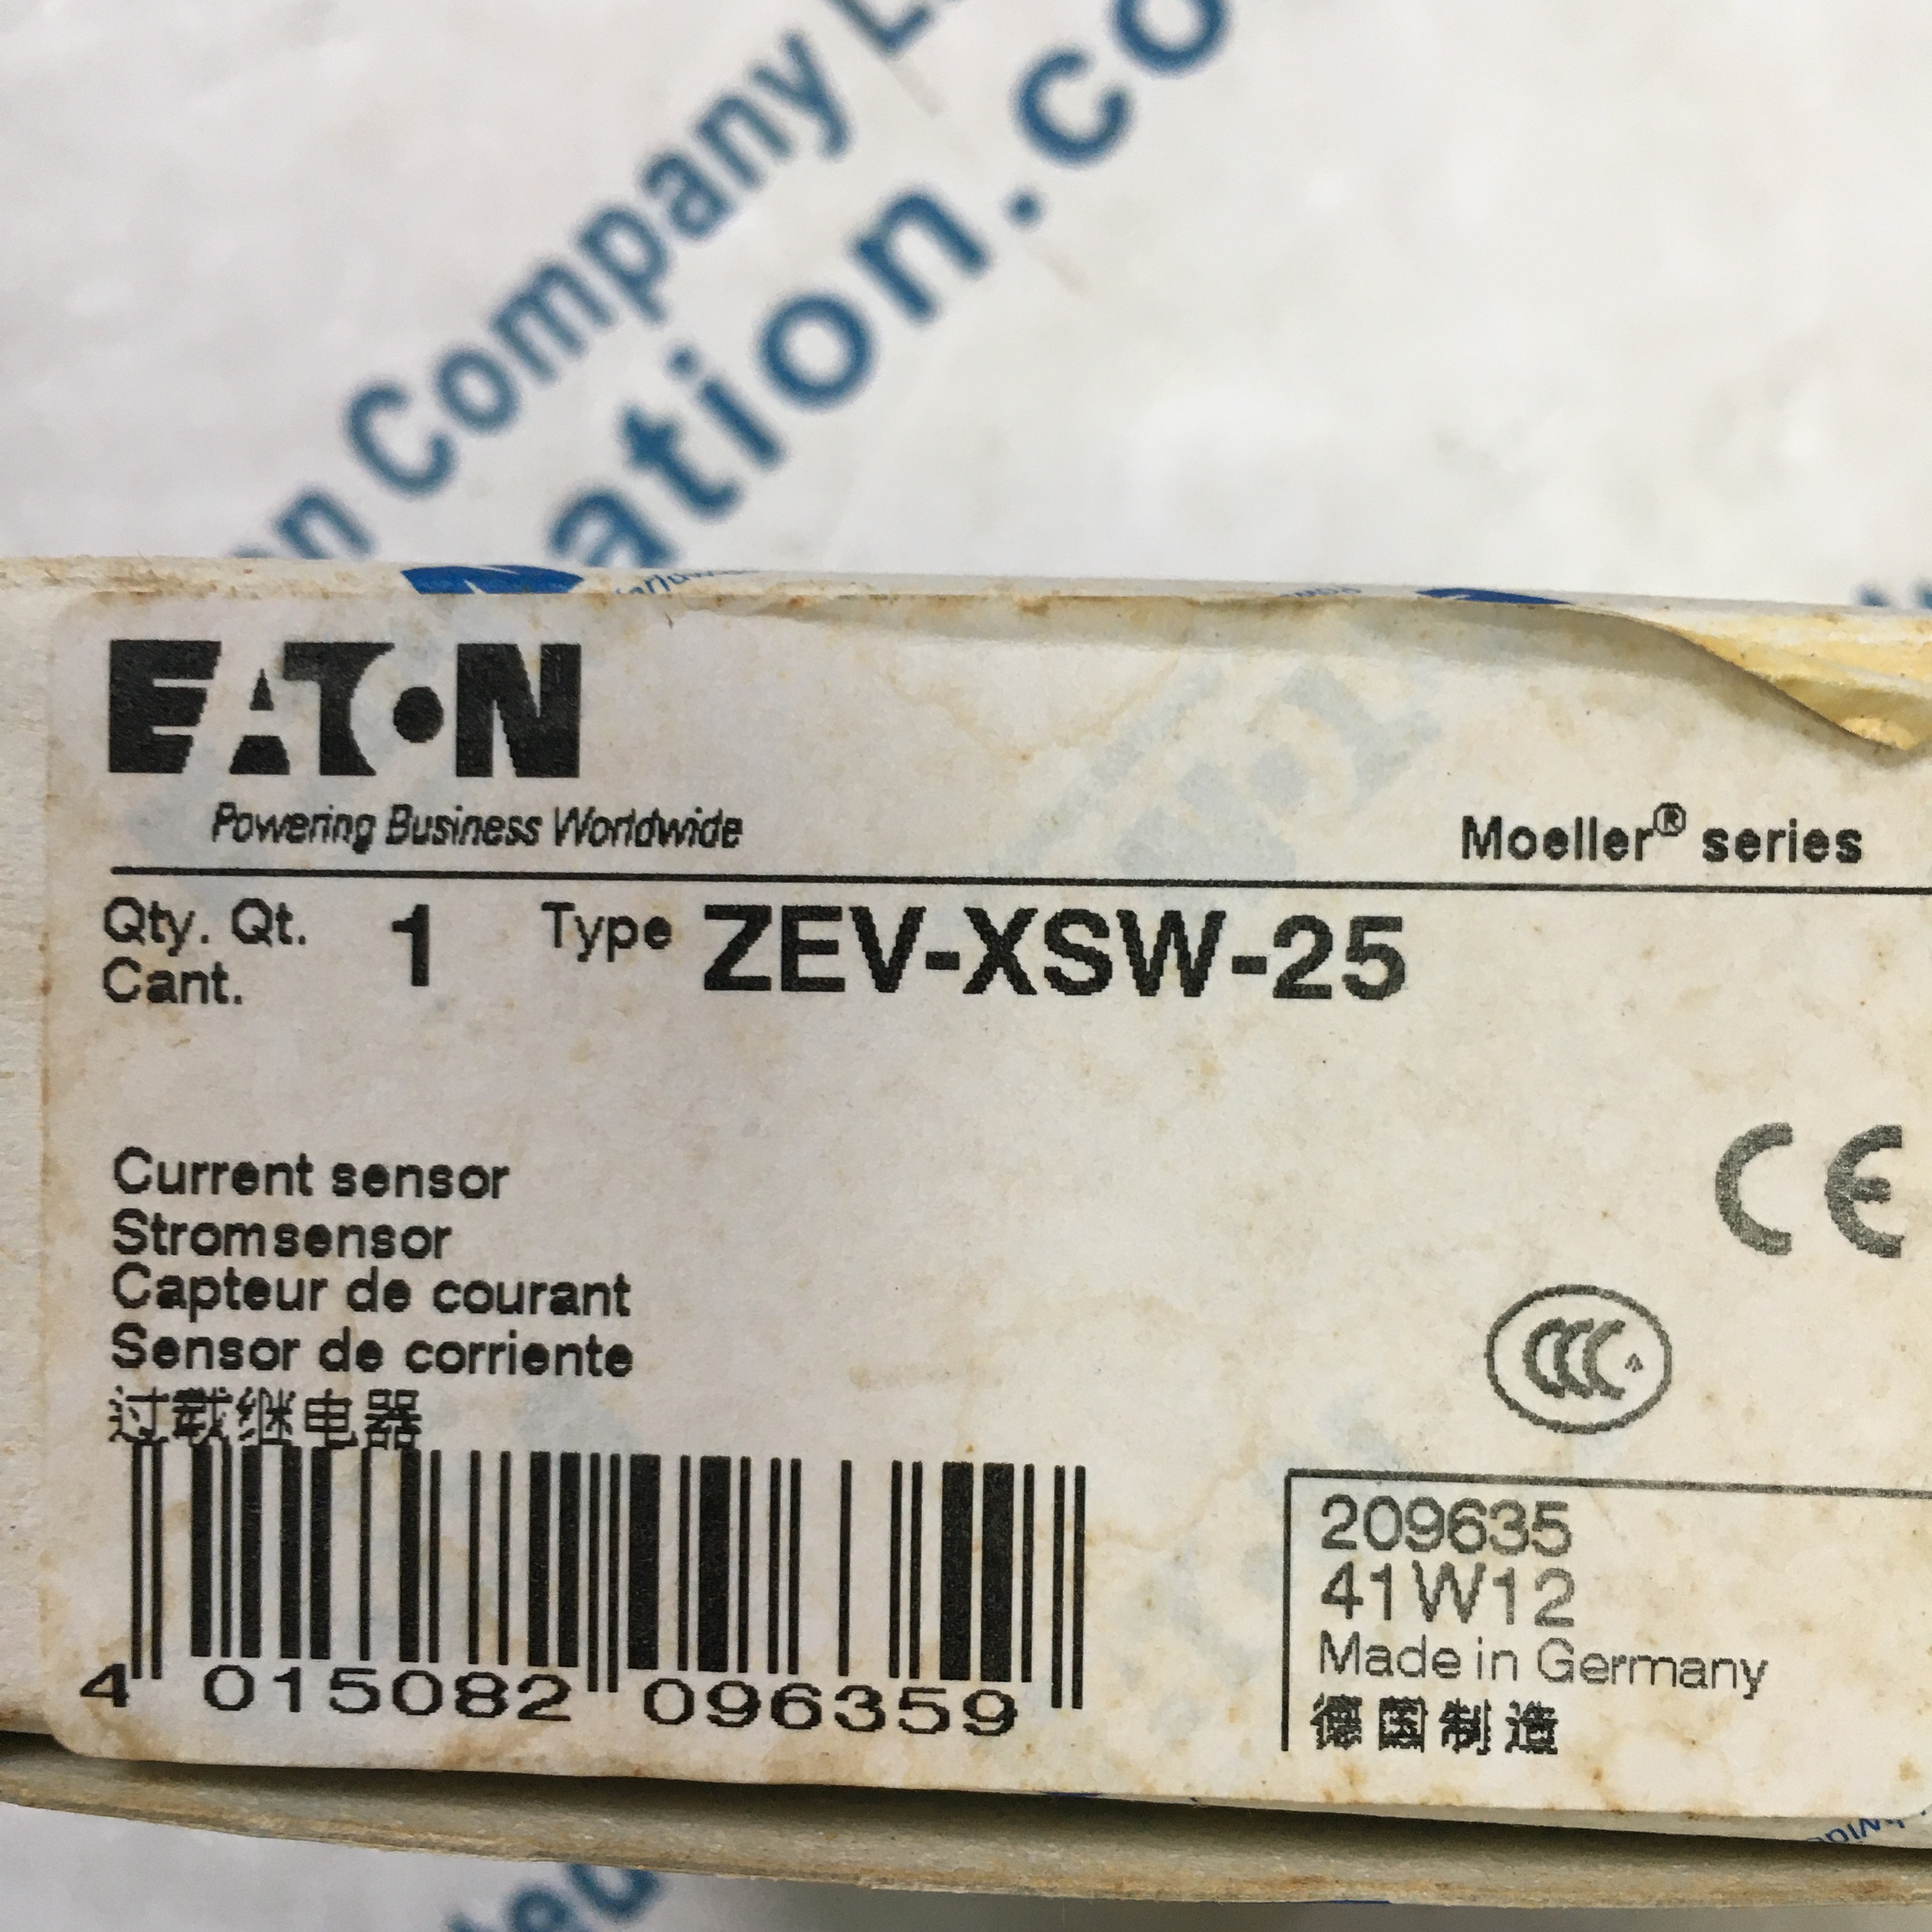 Company
ation.co
EATON
Powering Business Worldwide
Moeller® series
Qty. Qt.
Cant.
1
Type ZEV-XSW-25
Current sensor
Stromsensor
Capteur de courant
Sensor de corriente
过载继电器
CE
CCC
4 015082 096359
209635
41W12
Made in Germany
德国制造